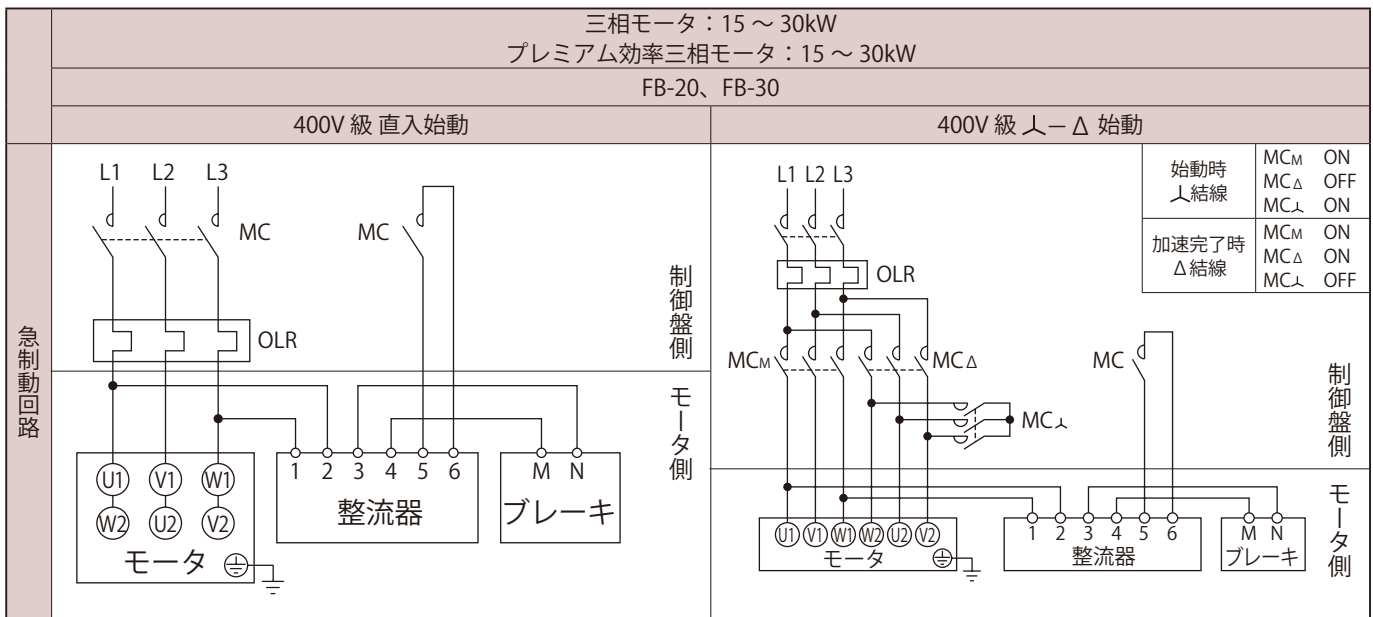 三相モータ：15 ～ 30kW
プレミアム効率三相モータ：15 ～ 30kW
FB-20、FB-30
400V 級 直入始動
400V 級 人 − Δ 始動
急制動回路
L1 L2 L3
MC
MC
OLR
制御盤側
モータ側
U1 V1 W1
W2 U2 V2
モータ
1 2 3 4 5 6
整流器
M N
ブレーキ
始動時
人結線
MCM ON
MCΔ OFF
MC人 ON
加速完了時
Δ結線
MCM ON
MCΔ ON
MC人 OFF
L1 L2 L3
OLR
MCM
MCΔ
MC
MC人
制御盤側
モータ側
U1 V1 W1 W2 U2 V2
モータ
1 2 3 4 5 6
整流器
M N
ブレーキ